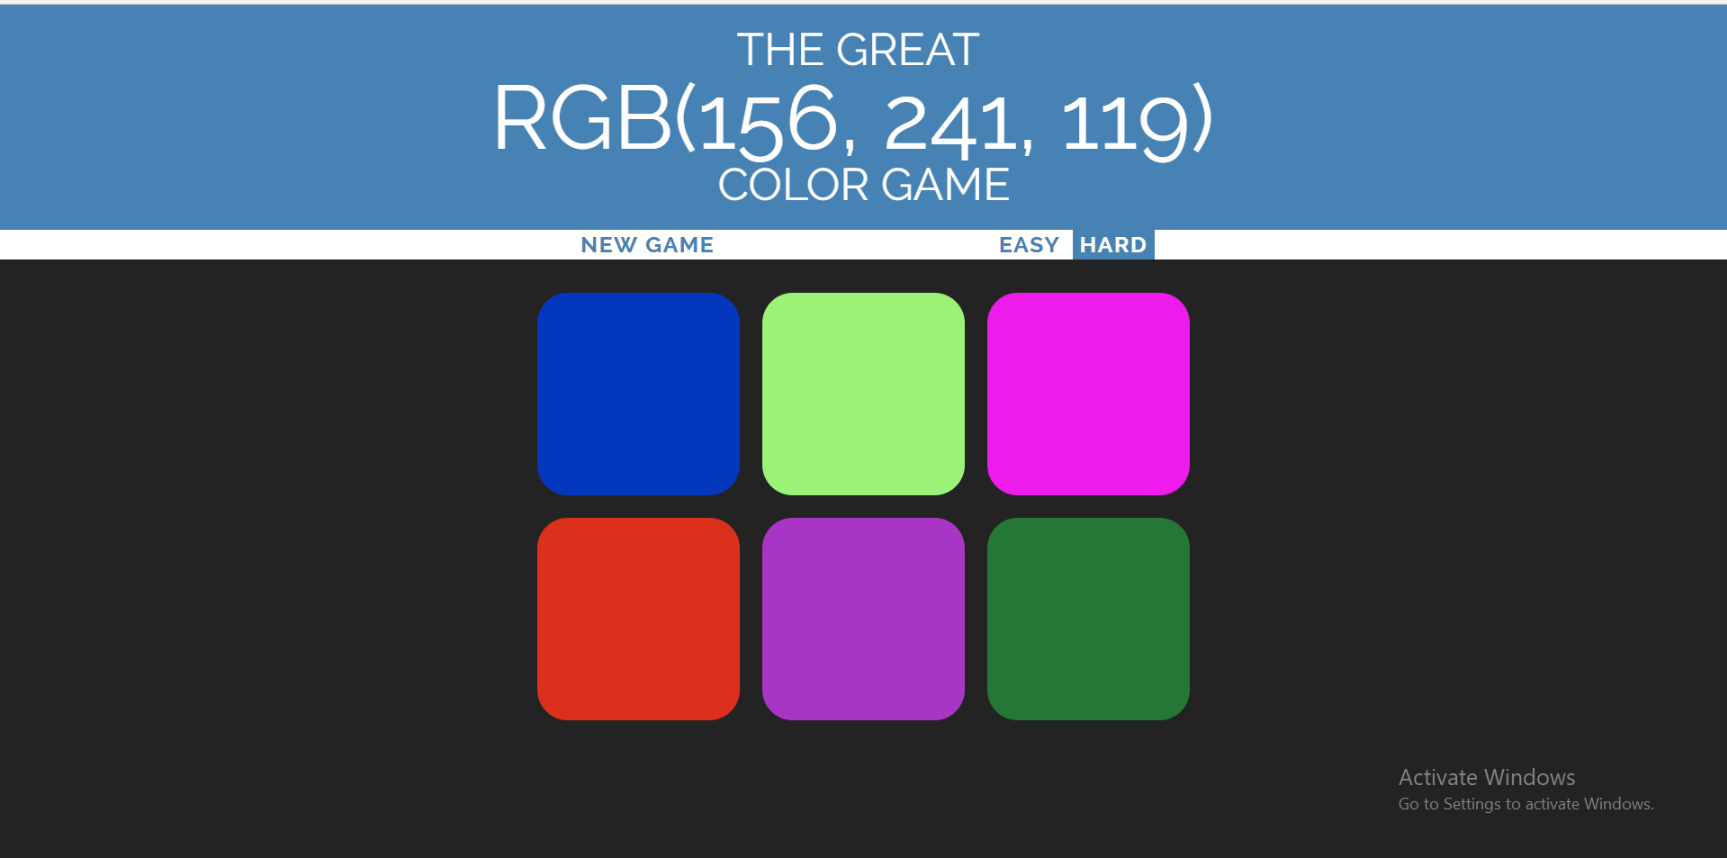 THE GREAT
RGB(156, 241, 119)
COLOR GAME
NEW GAME EASY HARD
Activate Windows
Go to Settings to activate Windows.